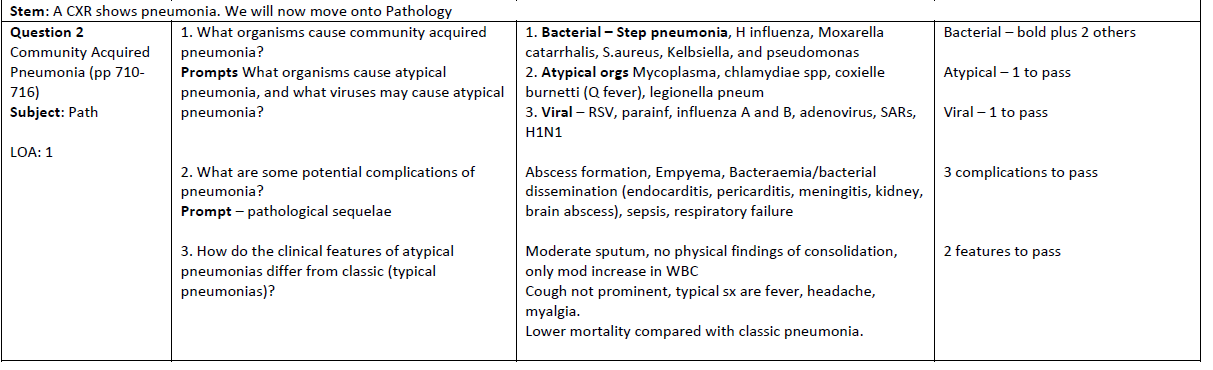 Stem: A CXR shows pneumonia. We will now move onto Pathology
Question 2
Community Acquired
Pneumonia (pp 710-
716)
Subject: Path
LOA: 1
1. What organisms cause community acquired
pneumonia?
Prompts What organisms cause atypical
pneumonia, and what viruses may cause atypical
pneumonia?
2. What are some potential complications of
pneumonia?
Prompt – pathological sequelae
3. How do the clinical features of atypical
pneumonias differ from classic (typical
pneumonias)?
1. Bacterial – Step pneumonia, H influenza, Moxarella
catarrhalis, S.aureus, Kelbsiella, and pseudomonas
2. Atypical orgs Mycoplasma, chlamydiae spp, coxielle
burnetti (Q fever), legionella pneum
3. Viral – RSV, parainf, influenza A and B, adenovirus, SARs,
H1N1
Abscess formation, Empyema, Bacteraemia/bacterial
dissemination (endocarditis, pericarditis, meningitis, kidney,
brain abscess), sepsis, respiratory failure
Moderate sputum, no physical findings of consolidation,
only mod increase in WBC
Cough not prominent, typical sx are fever, headache,
myalgia.
Lower mortality compared with classic pneumonia.
Bacterial – bold plus 2 others
Atypical – 1 to pass
Viral – 1 to pass
3 complications to pass
2 features to pass